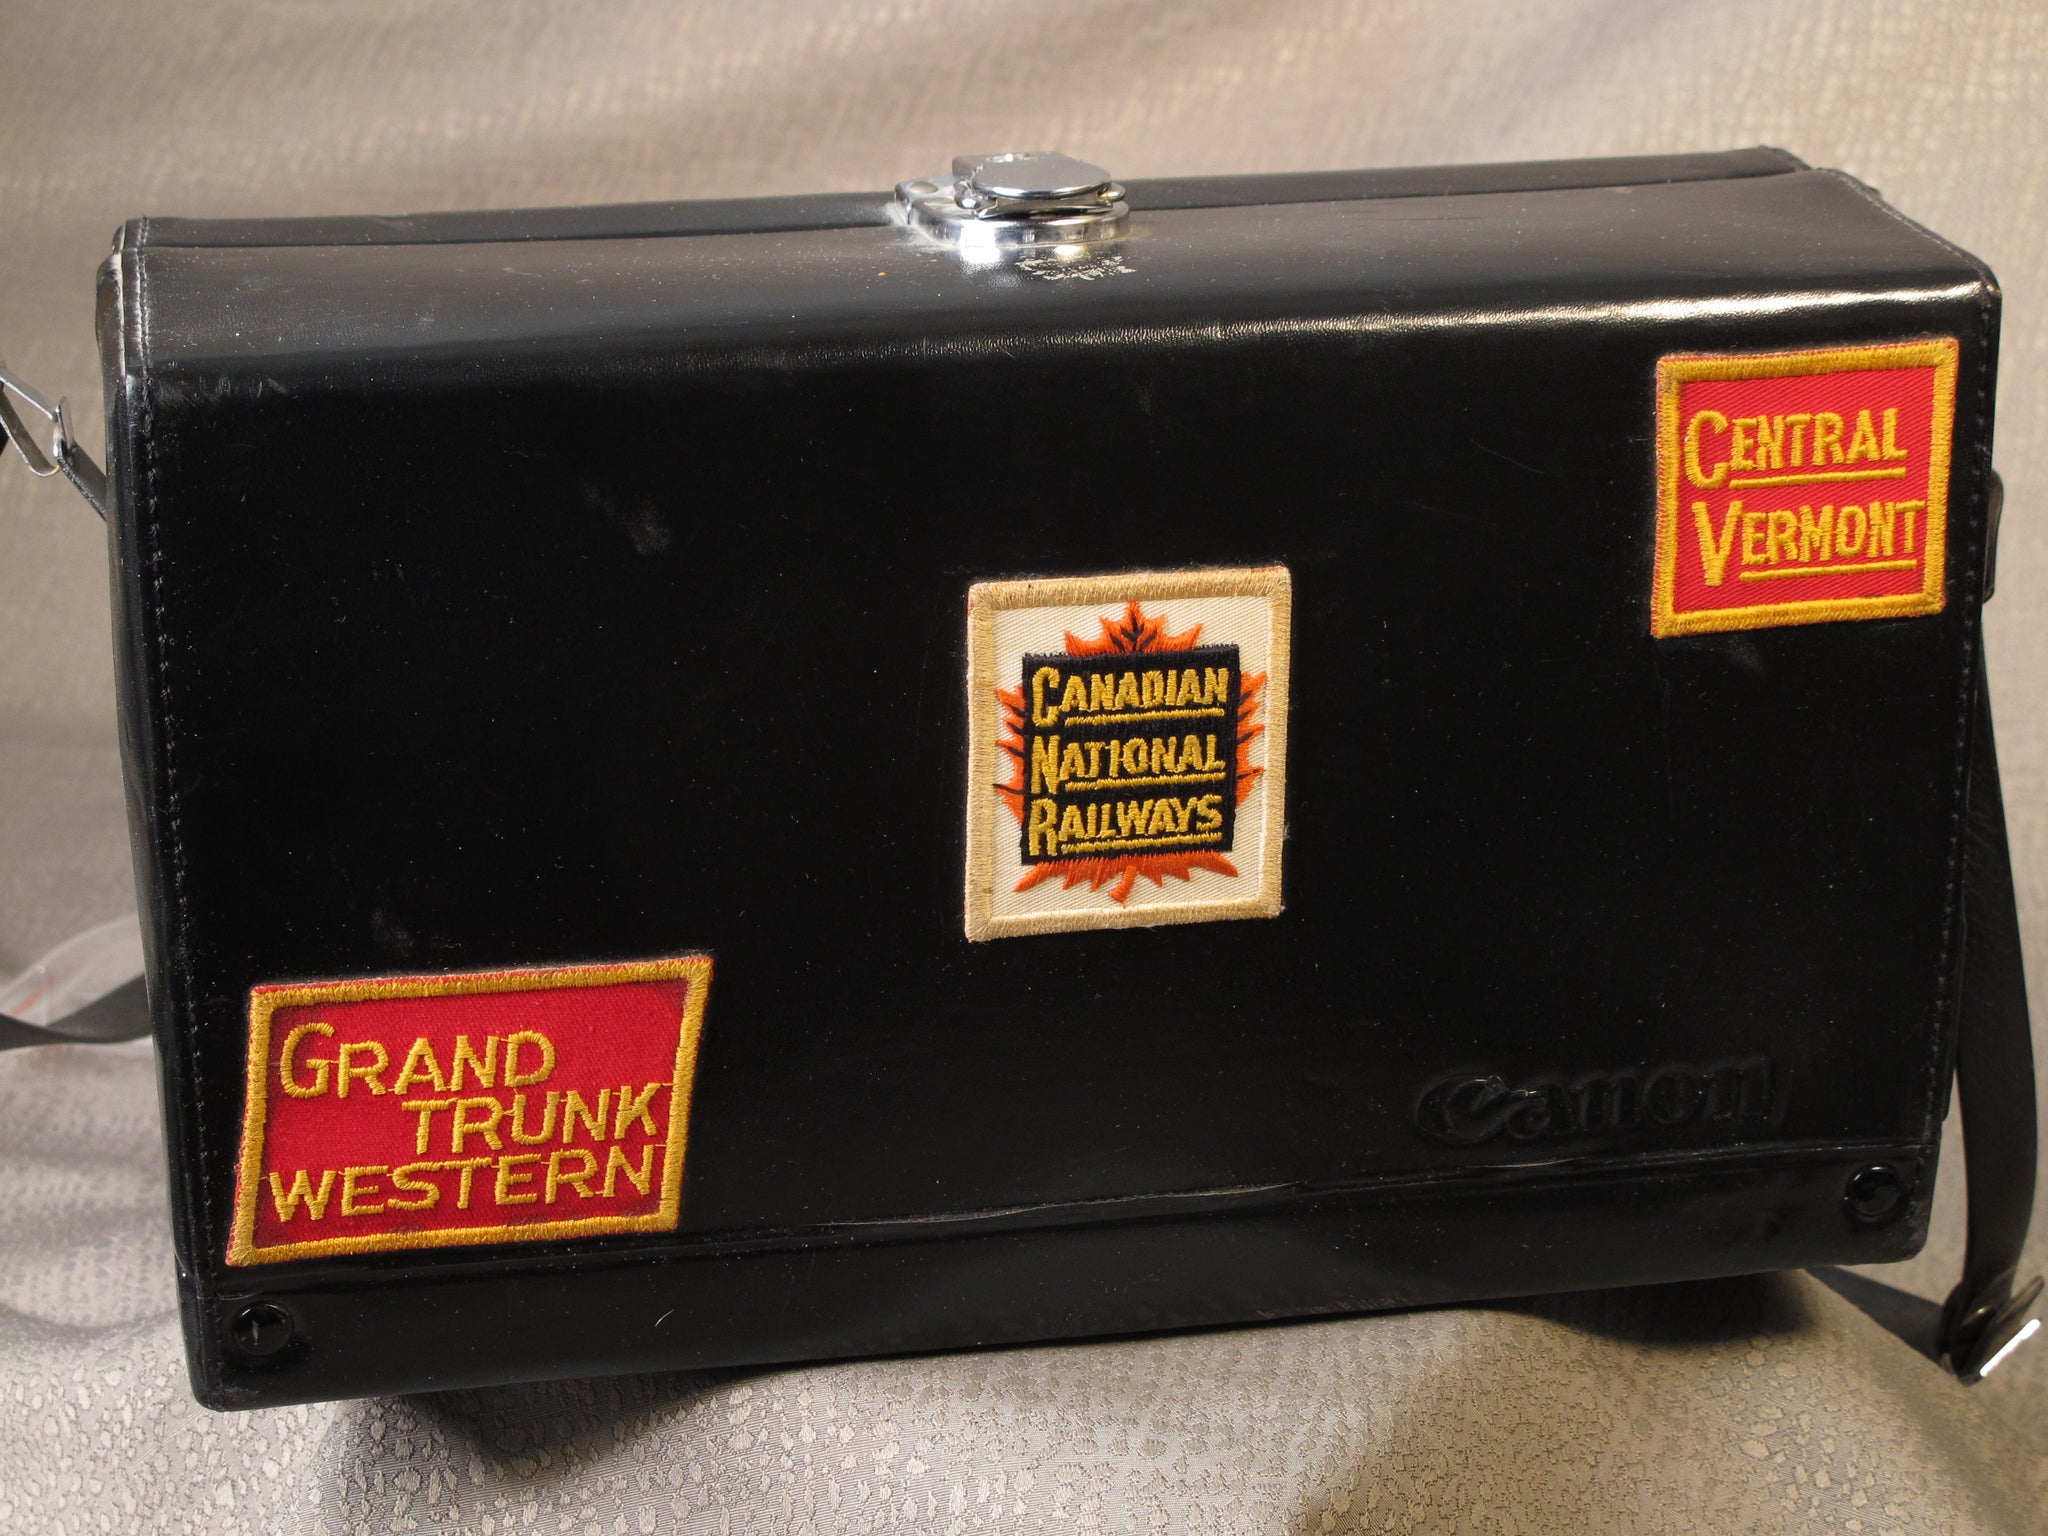 CENTRAL
VERMONT
CANADIAN
NATIONAL
RAILWAYS
GRAND
TRUNK
WESTERN
Canon